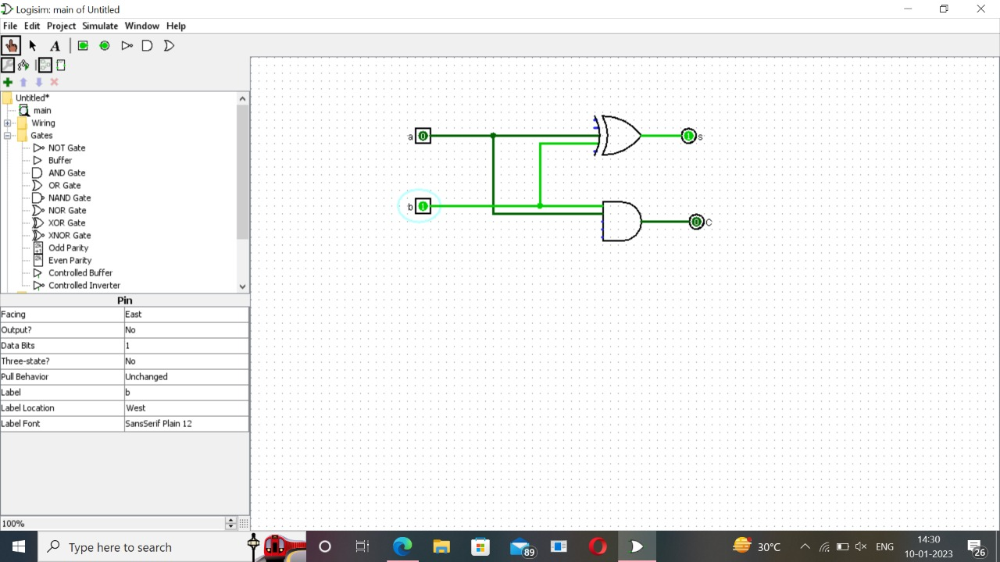 Logisim: main of Untitled
File Edit Project Simulate Window Help
A
Untitled*
main
Wiring
Gates
NOT Gate
Buffer
AND Gate
OR Gate
NAND Gate
NOR Gate
XOR Gate
XNOR Gate
Odd Parity
Even Parity
Controlled Buffer
Controlled Inverter
Pin
Facing East
Output? No
Data Bits 1
Three-state? No
Pull Behavior Unchanged
Label b
Label Location West
Label Font SansSerif Plain 12
100%
a 0 1 s
b 1 0 C
Type here to search
89
30°C
ENG
14:30
10-01-2023
26